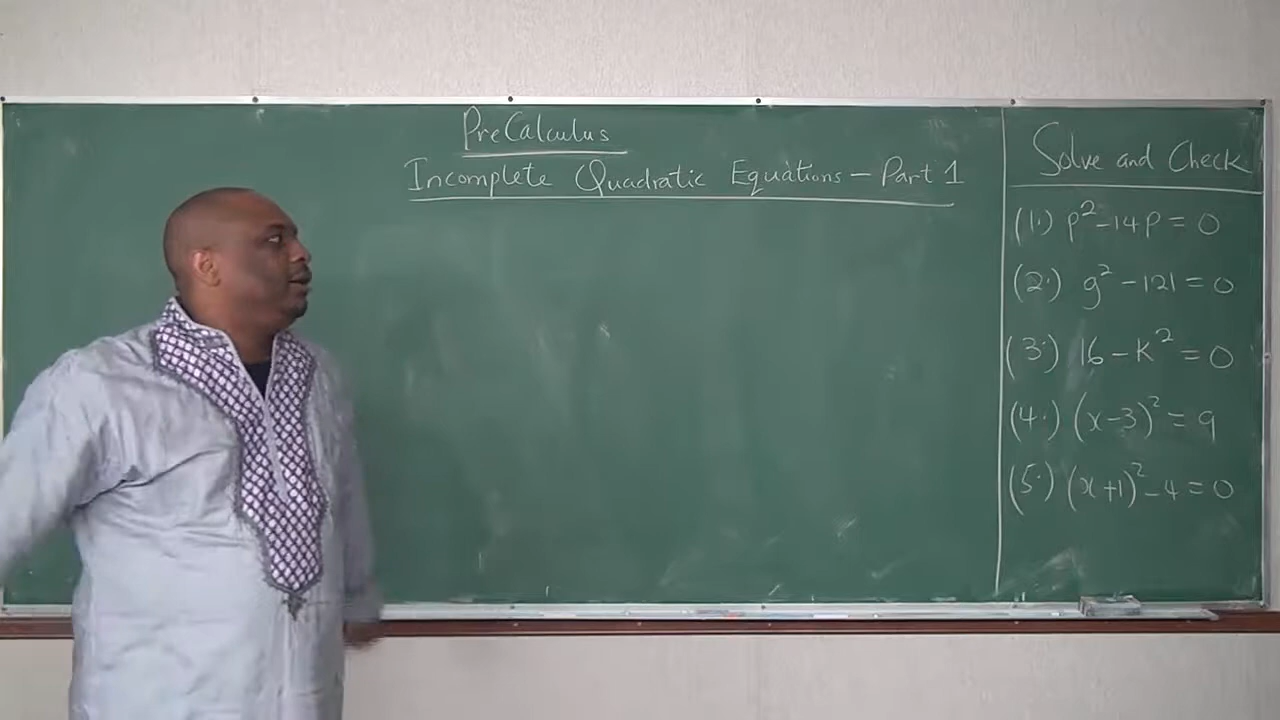 PreCalculus
Incomplete Quadratic Equations – Part 1
Solve and Check
(1.) p² – 14p = 0
(2.) g² – 121 = 0
(3.) 16 – k² = 0
(4.) (x – 3)² = 9
(5.) (x + 1)² – 4 = 0